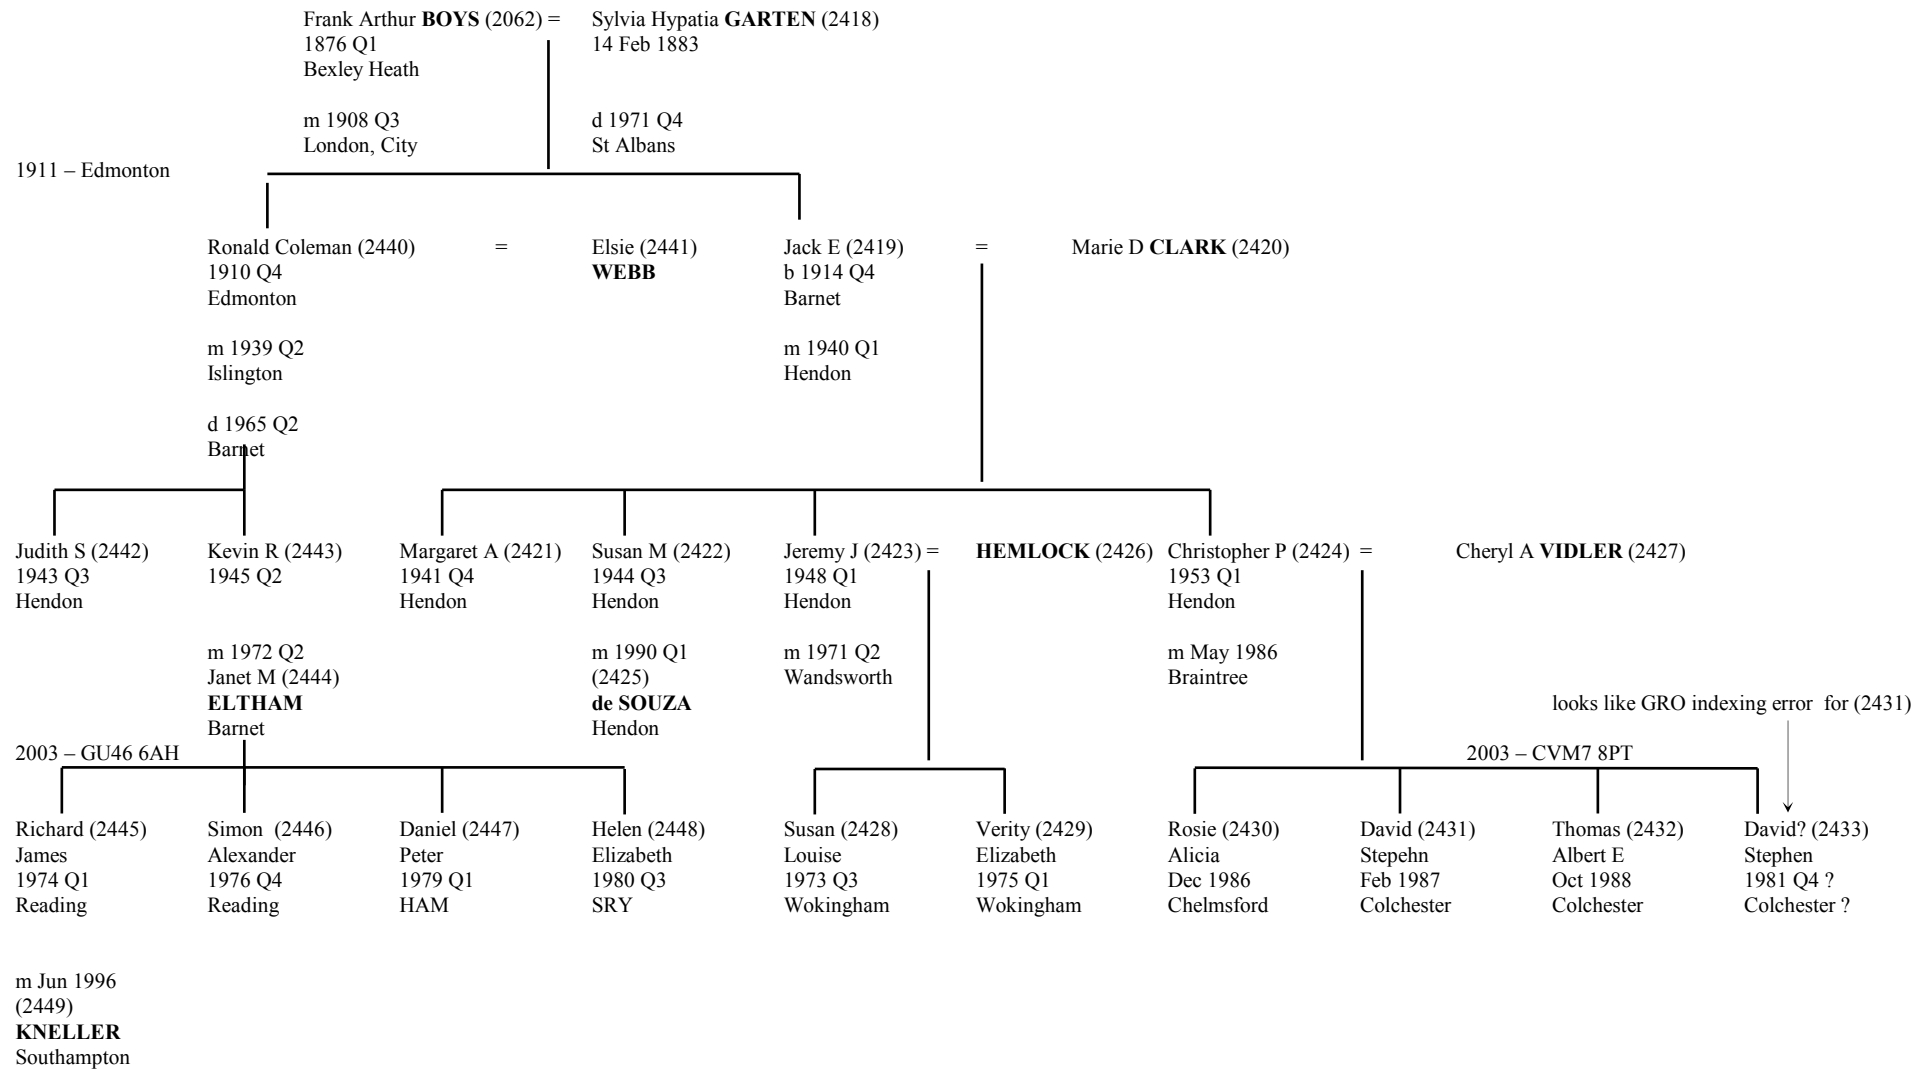 Frank Arthur BOYS (2062) =
1876 Q1
Bexley Heath
m 1908 Q3
London, City
Sylvia Hypatia GARTEN (2418)
14 Feb 1883
d 1971 Q4
St Albans
1911 – Edmonton
Ronald Coleman (2440)
1910 Q4
Edmonton
m 1939 Q2
Islington
d 1965 Q2
Barnet
=
Elsie (2441)
WEBB
Jack E (2419)
b 1914 Q4
Barnet
m 1940 Q1
Hendon
=
Marie D CLARK (2420)
Judith S (2442)
1943 Q3
Hendon
Kevin R (2443)
1945 Q2
m 1972 Q2
Janet M (2444)
ELTHAM
Barnet
Margaret A (2421)
1941 Q4
Hendon
Susan M (2422)
1944 Q3
Hendon
m 1990 Q1
(2425)
de SOUZA
Hendon
Jeremy J (2423) =
1948 Q1
Hendon
m 1971 Q2
Wandsworth
HEMLOCK (2426)
Christopher P (2424) =
1953 Q1
Hendon
m May 1986
Braintree
Cheryl A VIDLER (2427)
looks like GRO indexing error for (2431)
2003 – GU46 6AH
2003 – CVM7 8PT
Richard (2445)
James
1974 Q1
Reading
m Jun 1996
(2449)
KNELLER
Southampton
Simon (2446)
Alexander
1976 Q4
Reading
Daniel (2447)
Peter
1979 Q1
HAM
Helen (2448)
Elizabeth
1980 Q3
SRY
Susan (2428)
Louise
1973 Q3
Wokingham
Verity (2429)
Elizabeth
1975 Q1
Wokingham
Rosie (2430)
Alicia
Dec 1986
Chelmsford
David (2431)
Stepehn
Feb 1987
Colchester
Thomas (2432)
Albert E
Oct 1988
Colchester
David? (2433)
Stephen
1981 Q4 ?
Colchester ?